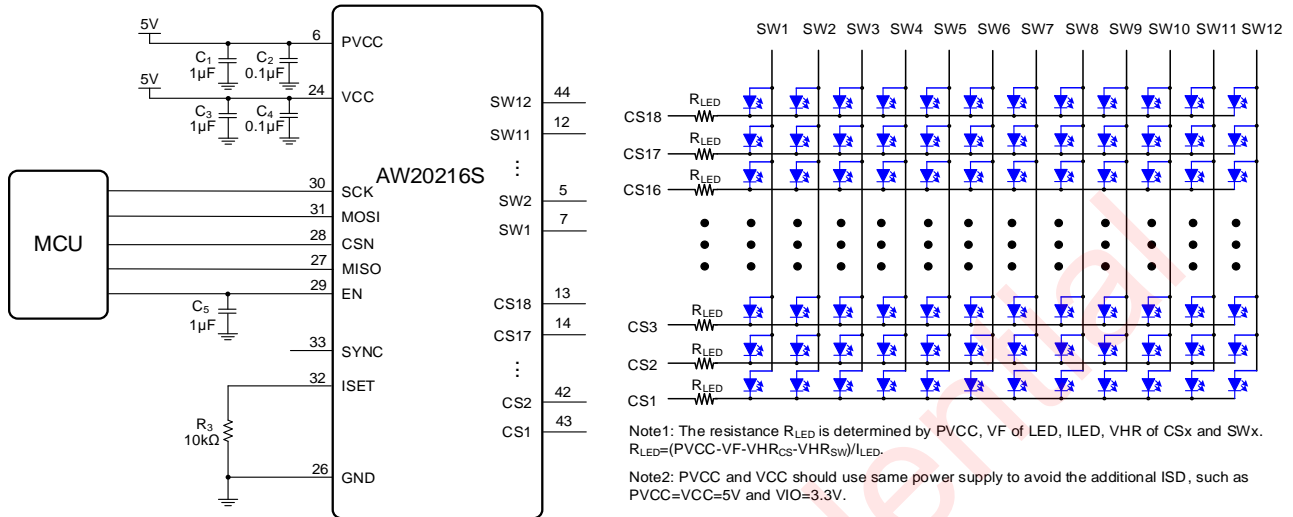 5V
6 PVCC
C1 1µF
C2 0.1µF
5V
24 VCC
C3 1µF
C4 0.1µF
MCU
30 SCK
31 MOSI
28 CSN
27 MISO
29 EN
C5 1µF
33 SYNC
32 ISET
R3 10kΩ
26 GND
AW20216S
SW12 44
SW11 12
⋮
SW2 5
SW1 7
CS18 13
CS17 14
⋮
CS2 42
CS1 43
SW1 SW2 SW3 SW4 SW5 SW6 SW7 SW8 SW9 SW10 SW11 SW12
CS18 RLED
CS17 RLED
CS16 RLED
CS3 RLED
CS2 RLED
CS1 RLED
Note1: The resistance RLED is determined by PVCC, VF of LED, ILED, VHR of CSx and SWx.
RLED=(PVCC-VF-VHRCS-VHRSW)/ILED.
Note2: PVCC and VCC should use same power supply to avoid the additional ISD, such as
PVCC=VCC=5V and VIO=3.3V.
ential